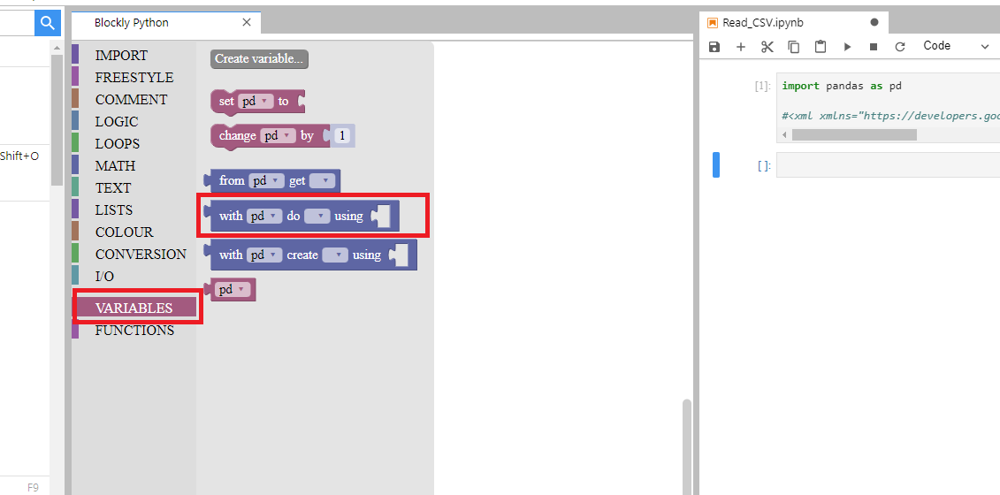 Blockly Python
Read_CSV.ipynb
Code
Shift+O
F9
IMPORT
FREESTYLE
COMMENT
LOGIC
LOOPS
MATH
TEXT
LISTS
COLOUR
CONVERSION
I/O
VARIABLES
FUNCTIONS
Create variable...
set pd to
change pd by 1
from pd get
with pd do using
with pd create using
pd
[1]: import pandas as pd
#<xml xmlns="https://developers.goo
[ ]: